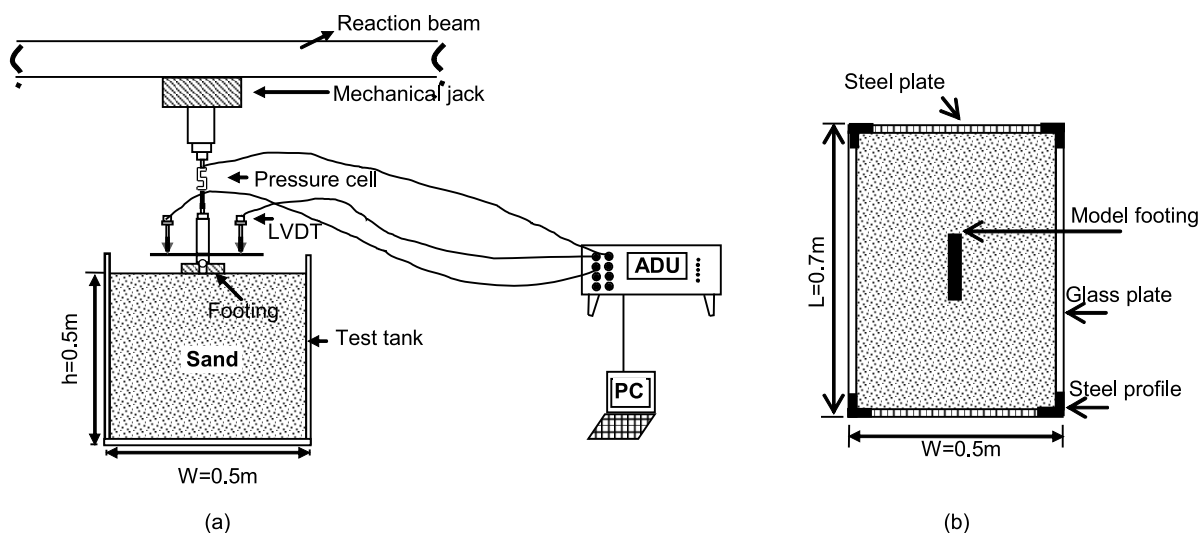 Reaction beam
Mechanical jack
Pressure cell
LVDT
ADU
Footing
Test tank
Sand
h=0.5m
PC
W=0.5m
(a)
Steel plate
Model footing
L=0.7m
Glass plate
Steel profile
W=0.5m
(b)